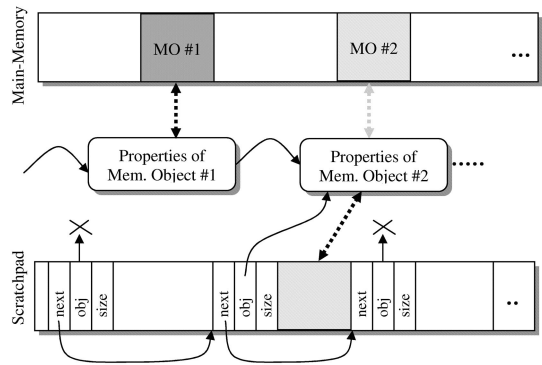 Main-Memory
MO #1
MO #2
...
Properties of
Mem. Object #1
Properties of
Mem. Object #2
.....
Scratchpad
next
obj
size
next
obj
size
next
obj
size
..